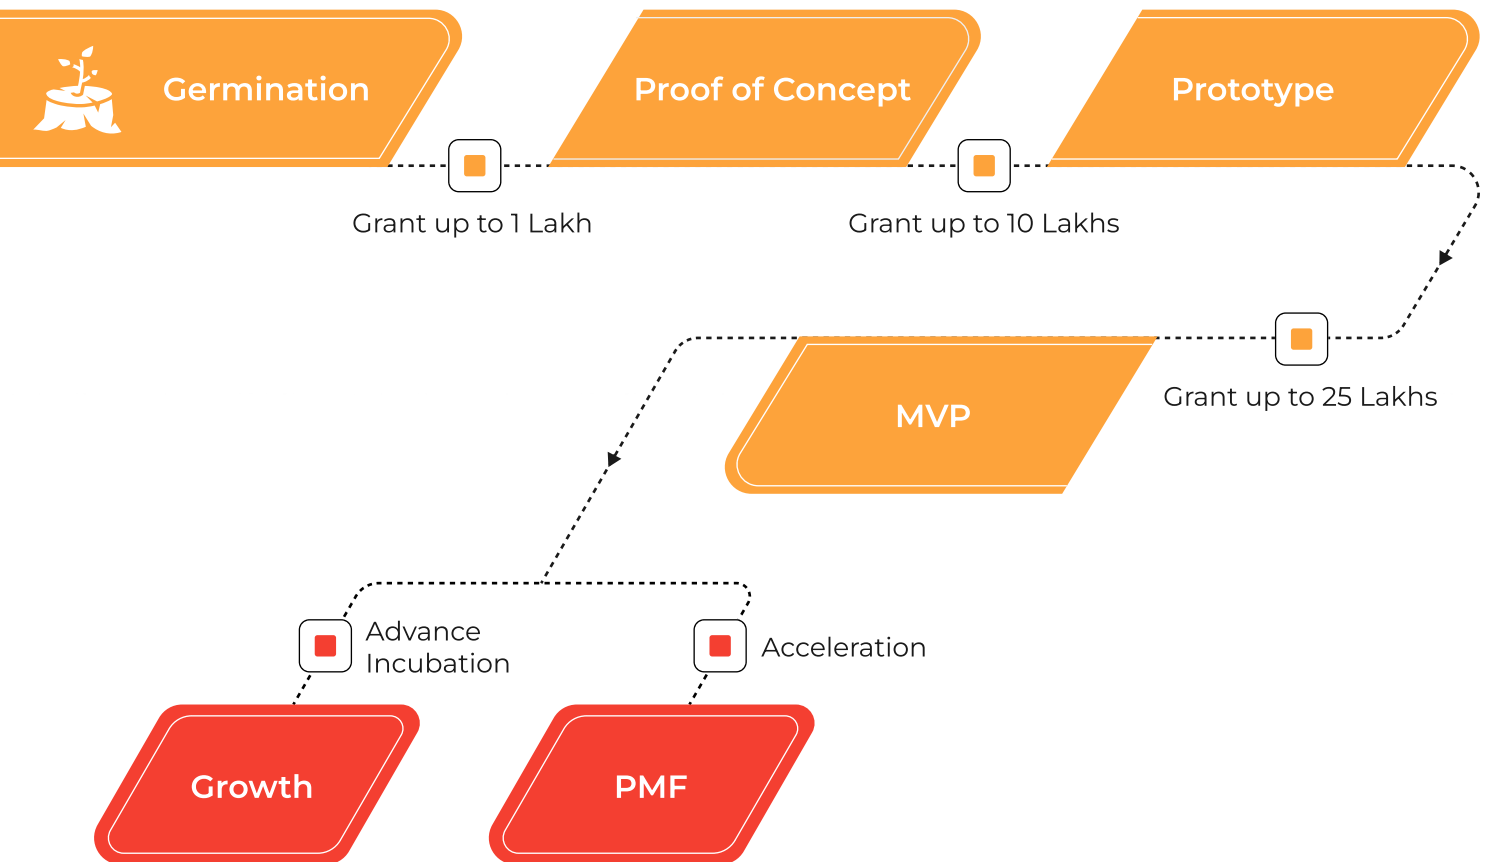 Germination
Proof of Concept
Prototype
Grant up to 1 Lakh
Grant up to 10 Lakhs
Grant up to 25 Lakhs
MVP
Advance
Incubation
Acceleration
Growth
PMF